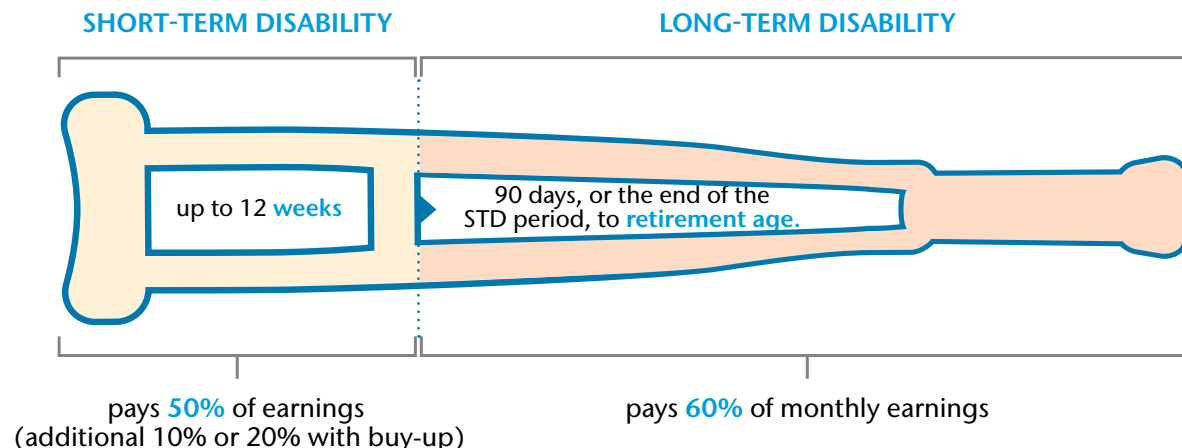 SHORT-TERM DISABILITY
LONG-TERM DISABILITY
up to 12 weeks
90 days, or the end of the
STD period, to retirement age.
pays 50% of earnings
(additional 10% or 20% with buy-up)
pays 60% of monthly earnings